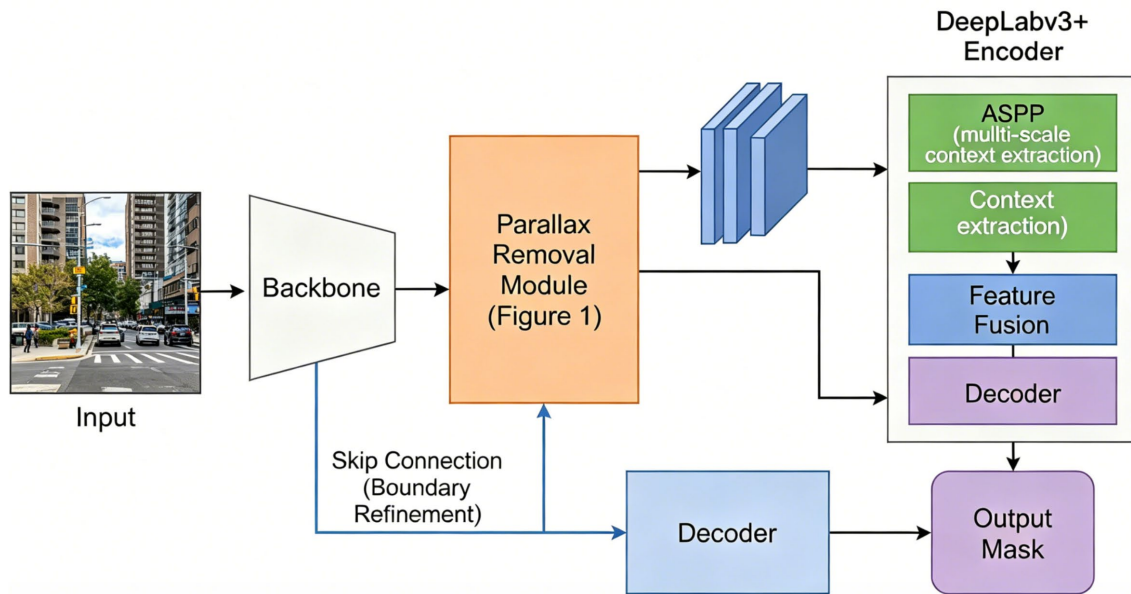 DeepLabv3+
Encoder
ASPP
(mullti-scale
context extraction)
Context
extraction)
Feature
Fusion
Decoder
Parallax
Removal
Module
(Figure 1)
Backbone
Input
Skip Connection
(Boundary
Refinement)
Decoder
Output
Mask